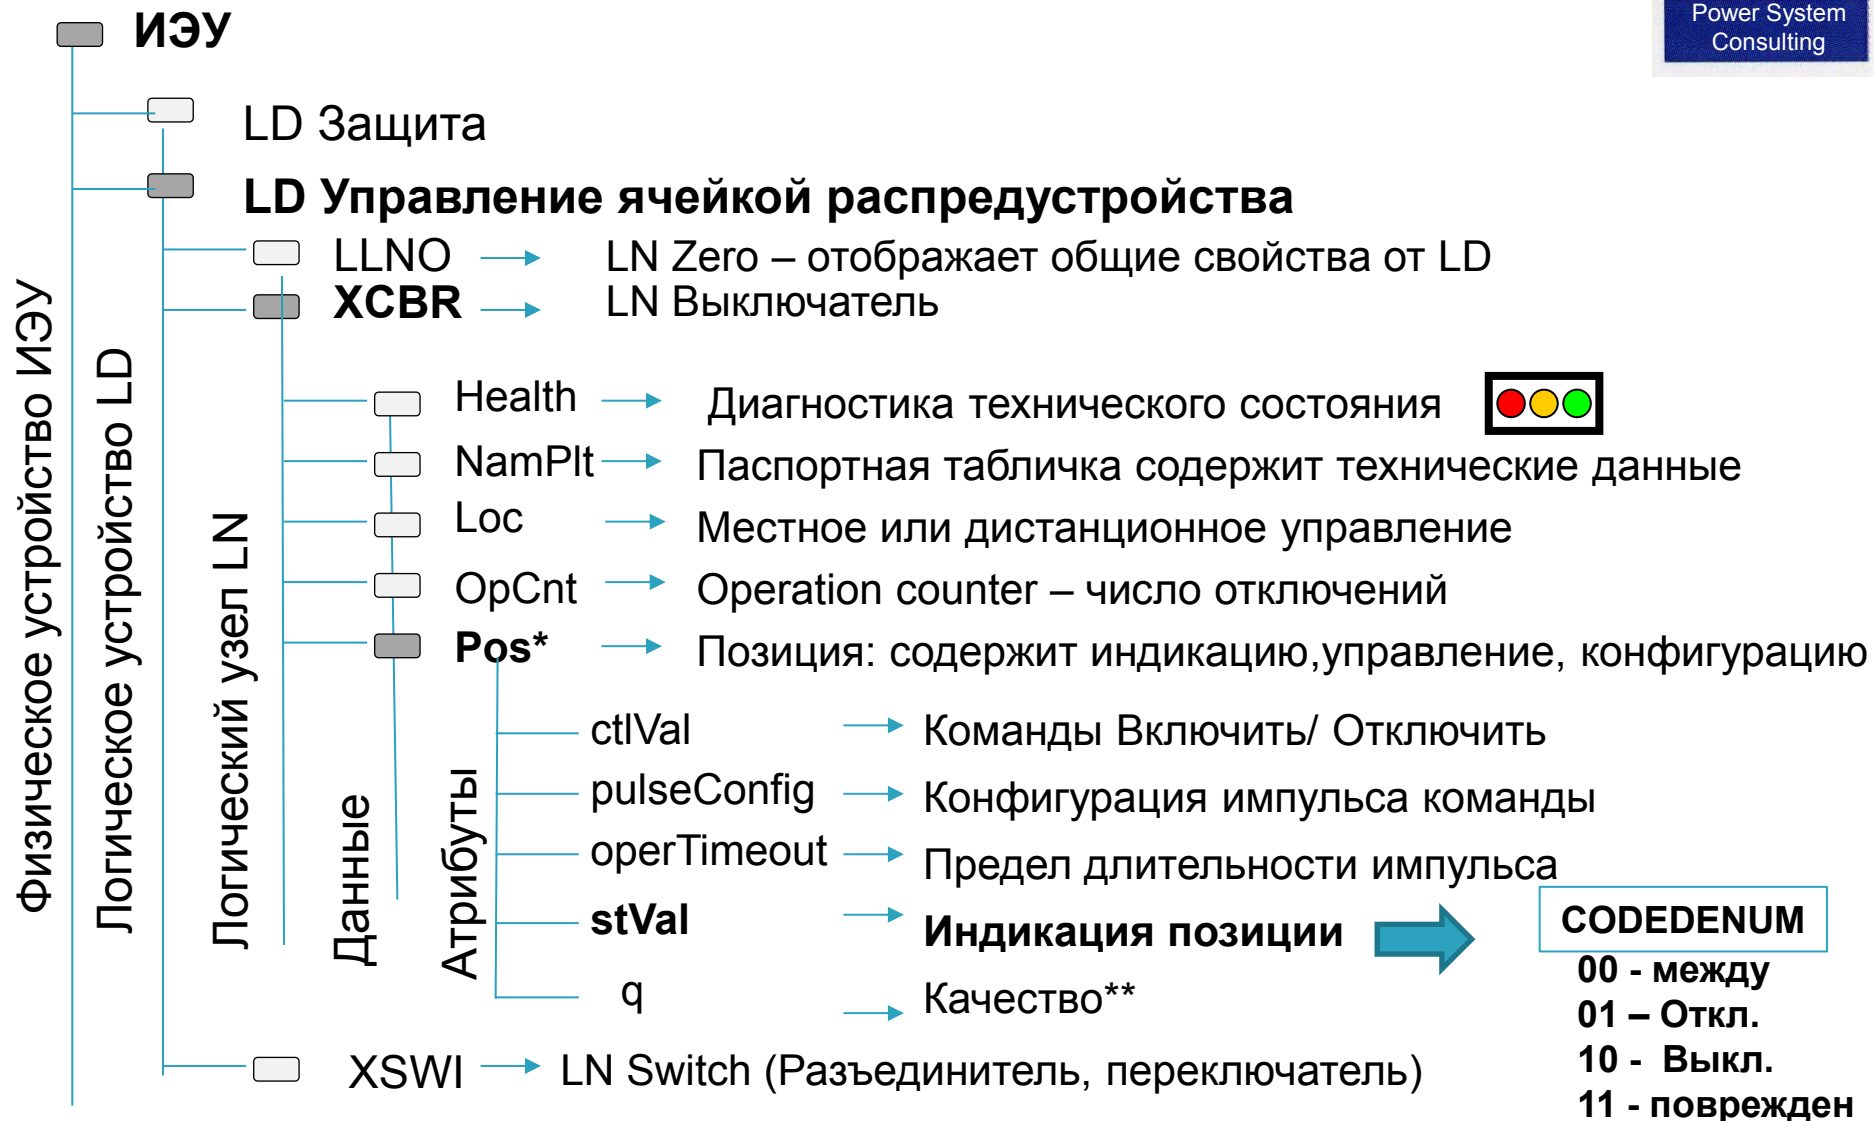 Power System
Consulting
ИЭУ
LD Защита
LD Управление ячейкой распредустройства
LLNO LN Zero – отображает общие свойства от LD
XCBR LN Выключатель
Health Диагностика технического состояния
NamPlt Паспортная табличка содержит технические данные
Loc Местное или дистанционное управление
OpCnt Operation counter – число отключений
Pos* Позиция: содержит индикацию,управление, конфигурацию
ctlVal Команды Включить/ Отключить
pulseConfig Конфигурация импульса команды
operTimeout Предел длительности импульса
stVal Индикация позиции
q Качество**
CODEDENUM
00 - между
01 – Откл.
10 - Выкл.
11 - поврежден
XSWI LN Switch (Разъединитель, переключатель)
Физическое устройство ИЭУ
Логическое устройство LD
Логический узел LN
Данные
Атрибуты